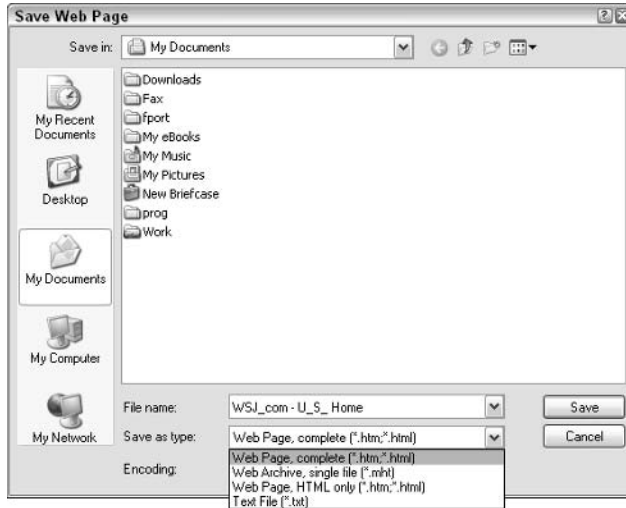 Save Web Page
Save in:
My Documents
My Recent
Documents
Desktop
My Documents
My Computer
My Network
Downloads
Fax
fport
My eBooks
My Music
My Pictures
New Briefcase
prog
Work
File name:
WSJ_com - U_S_ Home
Save
Save as type:
Web Page, complete (*.htm;*.html)
Cancel
Encoding:
Web Page, complete (*.htm;*.html)
Web Archive, single file (*.mht)
Web Page, HTML only (*.htm;*.html)
Text File (*.txt)